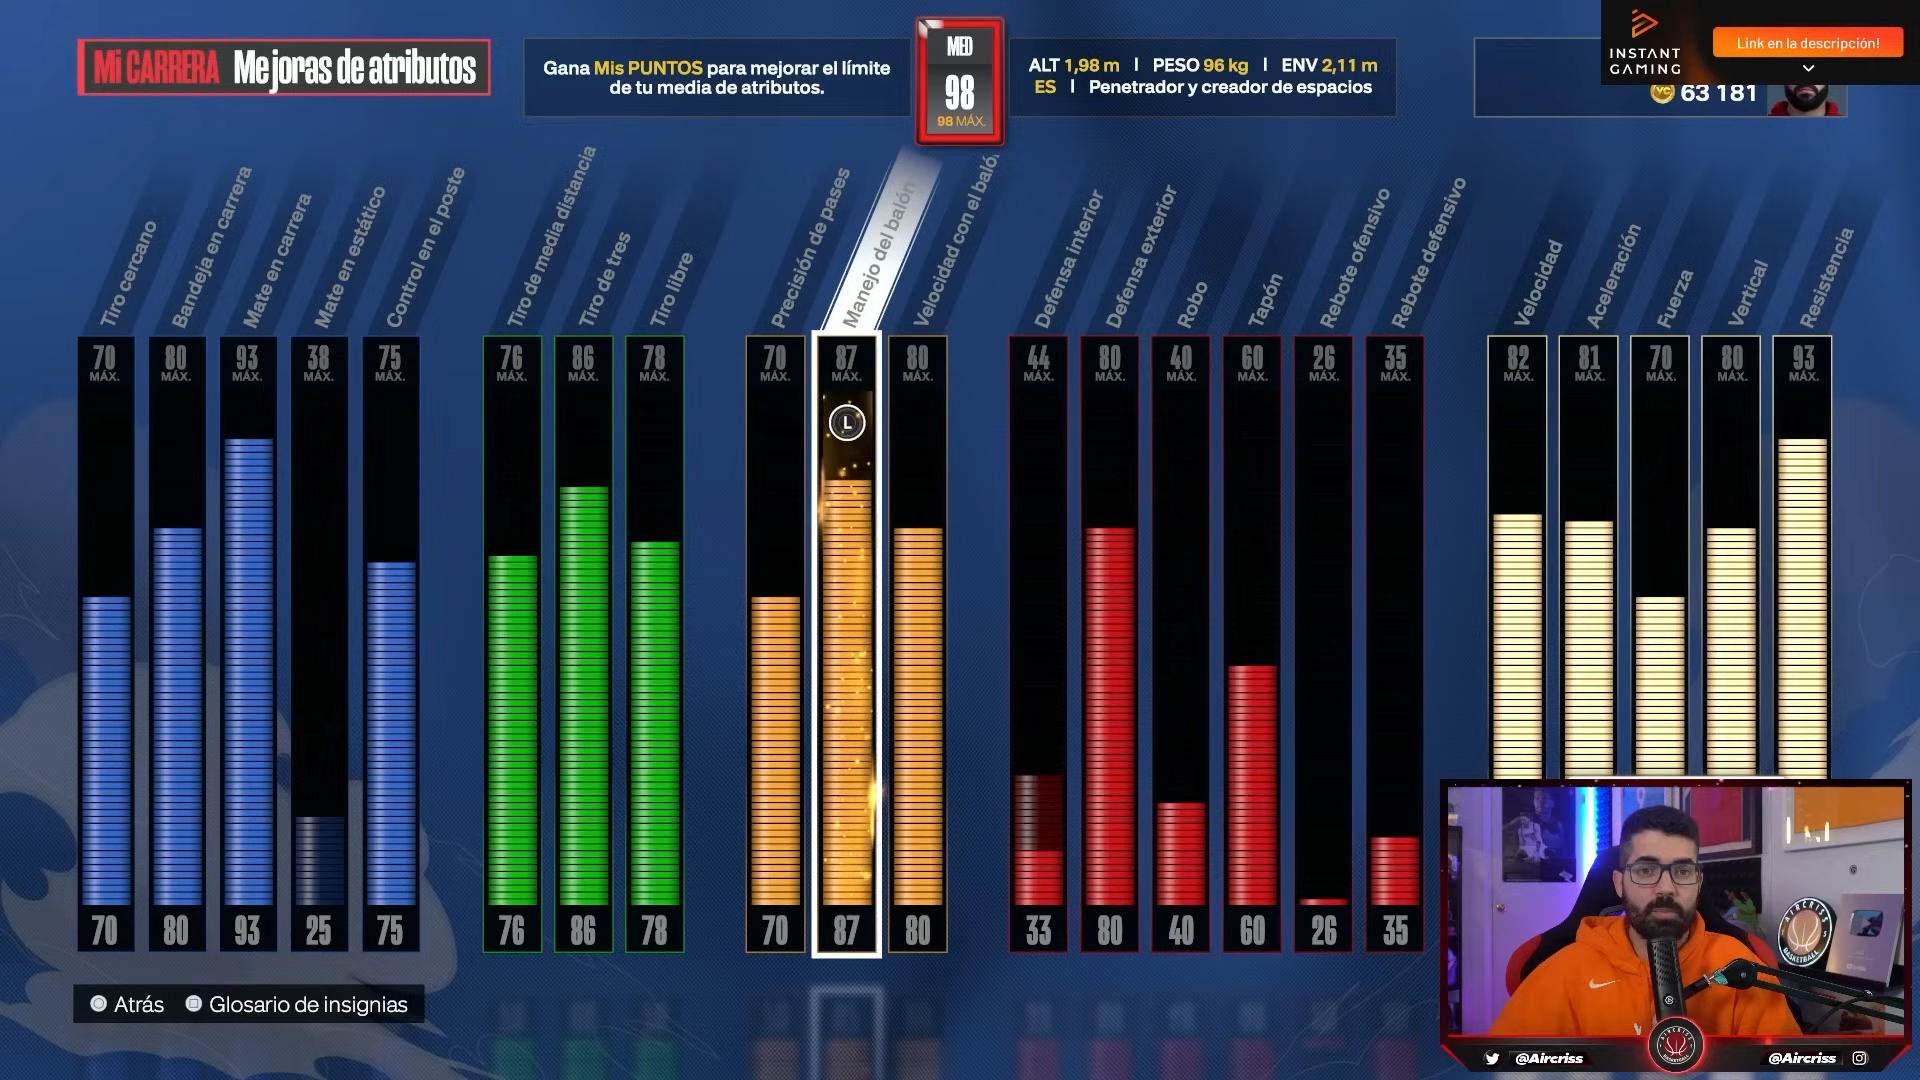 Mi CARRERA Mejoras de atributos
Gana Mis PUNTOS para mejorar el límite
de tu media de atributos.
MED
98
98 MÁX.
ALT 1,98 m I PESO 96 kg I ENV 2,11 m
ES I Penetrador y creador de espacios
INSTANT
GAMING
Link en la descripción!
VC 63 181
Tiro cercano
Bandeja en carrera
Mate en carrera
Mate en estático
Control en el poste
Tiro de media distancia
Tiro de tres
Tiro libre
Precisión de pases
Manejo del balón
Velocidad con el balón
Defensa interior
Defensa exterior
Robo
Tapón
Rebote ofensivo
Rebote defensivo
Velocidad
Aceleración
Fuerza
Vertical
Resistencia
70 80 93 38 75 76 86 78 70 87 80 44 80 40 60 26 35 82 81 70 80 93
MÁX. MÁX. MÁX. MÁX. MÁX. MÁX. MÁX. MÁX. MÁX. MÁX. MÁX. MÁX. MÁX. MÁX. MÁX. MÁX. MÁX. MÁX. MÁX. MÁX. MÁX. MÁX.
L
70 80 93 25 75 76 86 78 70 87 80 33 80 40 60 26 35
Atrás Glosario de insignias
AIRCRISS
BASKETBALL
@Aircriss
@Aircriss